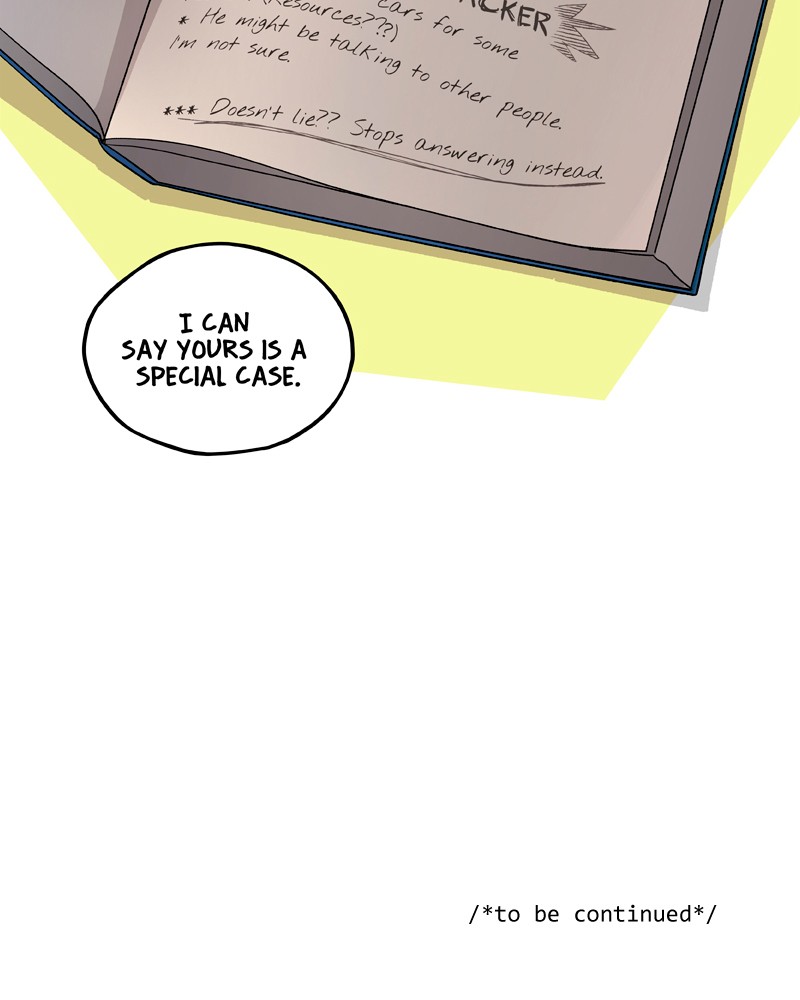 ACKER
(Resources???)
cars for some
* He might be talking to other people.
I'm not sure.
*** Doesn't lie?? Stops answering instead.
I CAN
SAY YOURS IS A
SPECIAL CASE.
/*to be continued*/